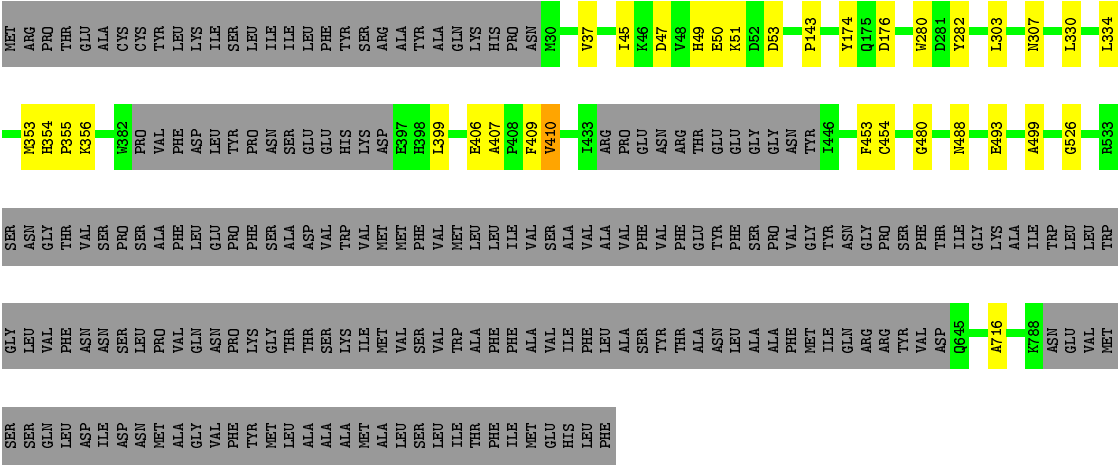 MET ARG PRO THR GLU ALA CYS CYS TYR LEU LYS ILE SER LEU ILE ILE LEU PHE TYR SER ARG ALA TYR ALA GLN LYS HIS PRO ASN M30 V37 I45 K46 D47 V48 H49 E50 K51 D52 D53 P143 Y174 Q175 D176 W280 D281 Y282 L303 N307 L330 L334
M353 H354 P355 K356 W382 PRO VAL PHE ASP LEU TYR PRO ASN SER GLU GLU HIS LYS ASP E397 H398 L399 E406 A407 P408 F409 V410 I433 ARG PRO GLU ASN ARG THR GLU GLU GLY GLY ASN TYR I446 F453 C454 G480 N488 E493 A499 G526 R533
SER ASN GLY THR VAL SER PRO SER ALA PHE LEU GLU PRO PHE SER ALA ASP VAL TRP VAL MET MET PHE VAL MET LEU LEU ILE VAL SER ALA VAL ALA VAL PHE VAL PHE GLU TYR PHE SER PRO VAL GLY TYR ASN GLY PRO SER PHE THR ILE GLY LYS ALA ILE TRP LEU LEU TRP
GLY LEU VAL PHE ASN ASN SER LEU PRO VAL GLN ASN PRO LYS GLY THR THR SER LYS ILE MET VAL SER VAL TRP ALA PHE PHE ALA VAL ILE PHE LEU ALA SER TYR THR ALA ASN LEU ALA ALA PHE MET ILE GLN ARG ARG TYR VAL ASP Q645 A716 K788 ASN GLU VAL MET
SER SER GLN LEU ASP ILE ASP ASN MET ALA GLY VAL PHE TYR MET LEU ALA ALA ALA MET ALA LEU SER LEU ILE THR PHE ILE MET GLU HIS LEU PHE